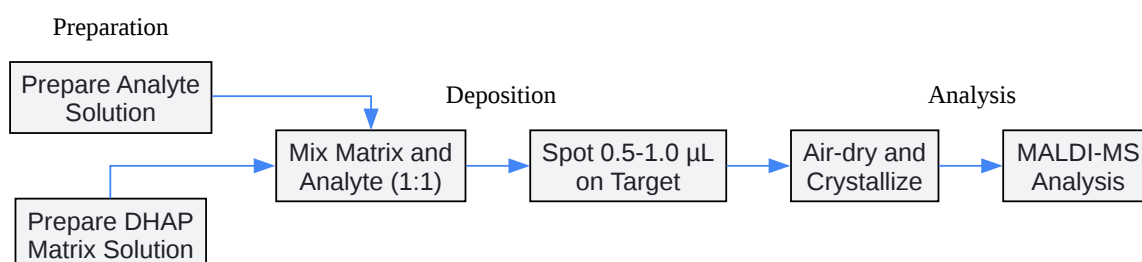 Preparation
Prepare Analyte
Solution
Deposition
Analysis
Mix Matrix and
Analyte (1:1)
Spot 0.5-1.0 µL
on Target
Air-dry and
Crystallize
MALDI-MS
Analysis
Prepare DHAP
Matrix Solution